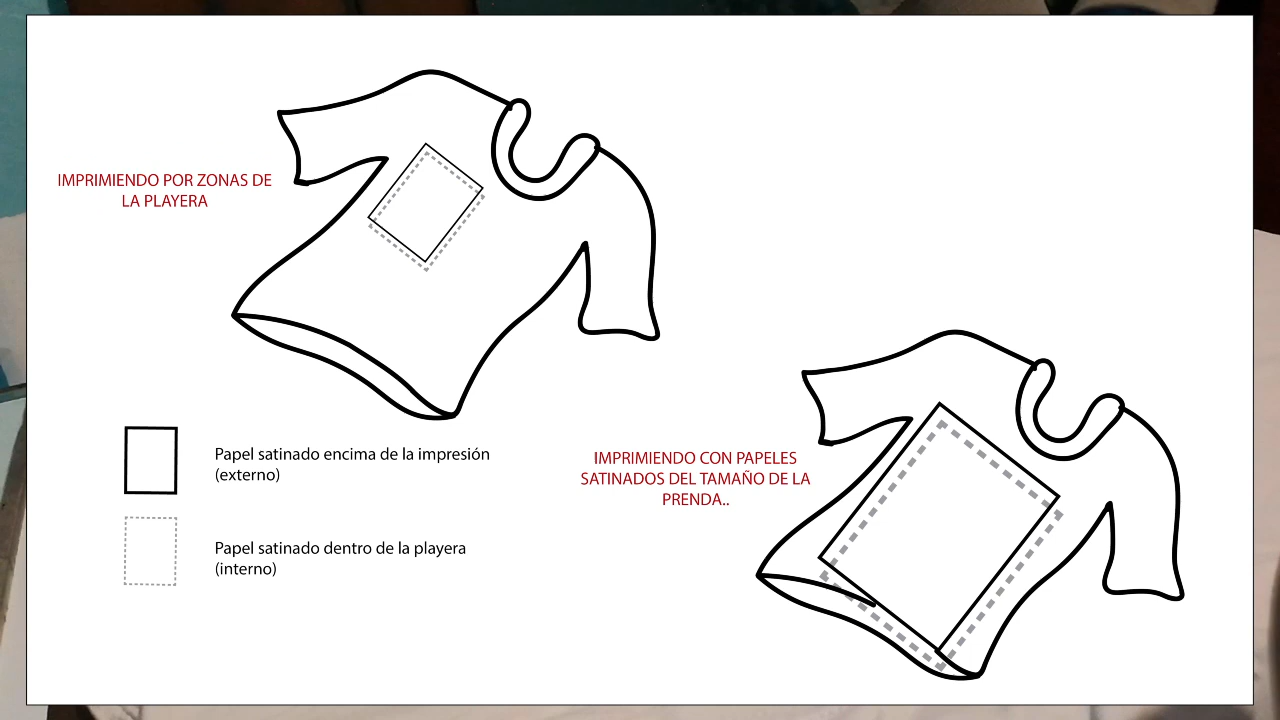 IMPRIMIENDO POR ZONAS DE
LA PLAYERA
Papel satinado encima de la impresión
(externo)
Papel satinado dentro de la playera
(interno)
IMPRIMIENDO CON PAPELES
SATINADOS DEL TAMAÑO DE LA
PRENDA..